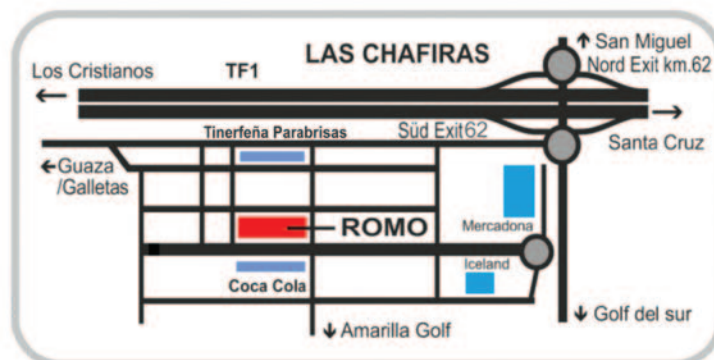 LAS CHAFIRAS
↑ San Miguel
Nord Exit km.62
Los Cristianos
←
TF1
→
Tinerfeña Parabrisas
Süd Exit62
Santa Cruz
←Guaza
/Galletas
ROMO
Mercadona
Iceland
Coca Cola
↓ Amarilla Golf
↓ Golf del sur